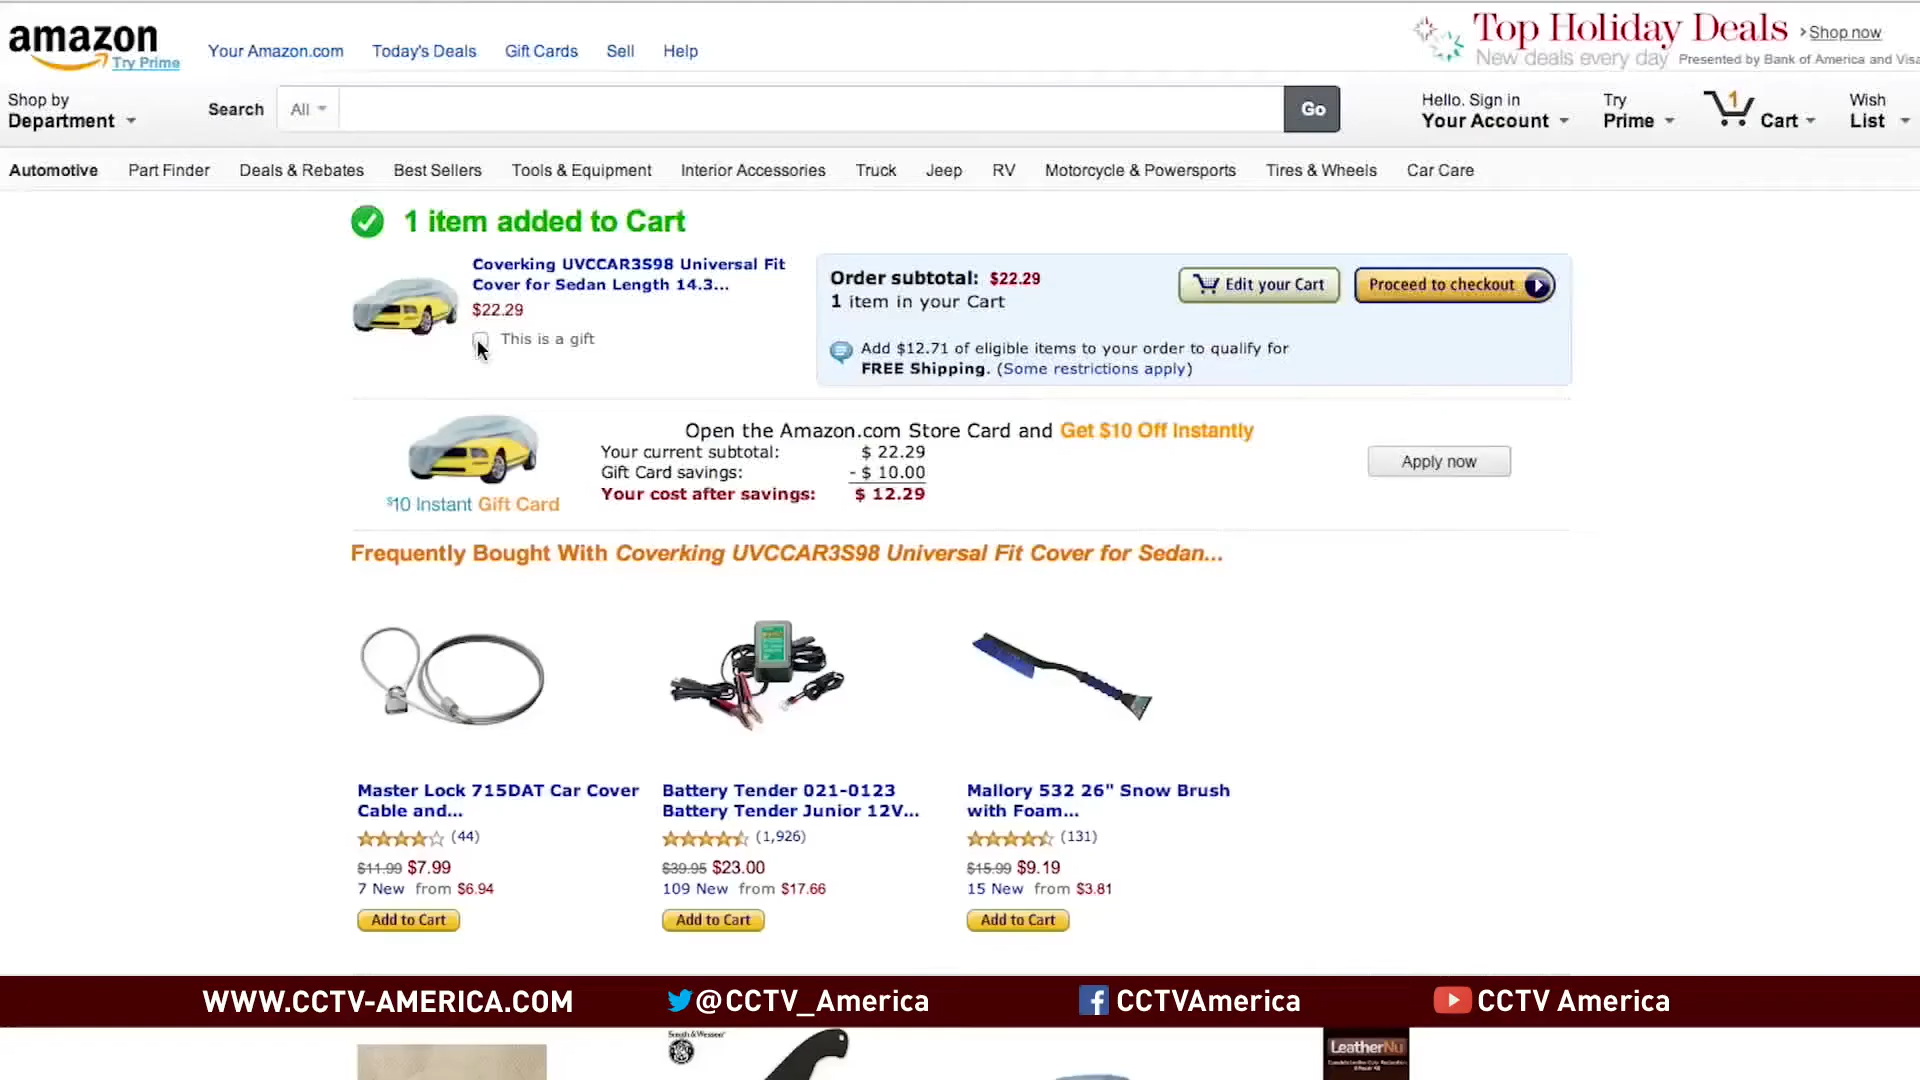 amazon
Try Prime
Your Amazon.com Today's Deals Gift Cards Sell Help
Top Holiday Deals
Shop now
New deals every day Presented by Bank of America and Visa
Shop by
Department
Search All Go
Hello. Sign in
Your Account
Try
Prime
1
Cart
Wish
List
Automotive Part Finder Deals & Rebates Best Sellers Tools & Equipment Interior Accessories Truck Jeep RV Motorcycle & Powersports Tires & Wheels Car Care
1 item added to Cart
Coverking UVCCAR3S98 Universal Fit
Cover for Sedan Length 14.3...
$22.29
This is a gift
Order subtotal: $22.29
1 item in your Cart
Edit your Cart
Proceed to checkout
Add $12.71 of eligible items to your order to qualify for
FREE Shipping. (Some restrictions apply)
$10 Instant Gift Card
Open the Amazon.com Store Card and Get $10 Off Instantly
Your current subtotal: $ 22.29
Gift Card savings: - $ 10.00
Your cost after savings: $ 12.29
Apply now
Frequently Bought With Coverking UVCCAR3S98 Universal Fit Cover for Sedan...
Master Lock 715DAT Car Cover
Cable and...
(44)
$11.99 $7.99
7 New from $6.94
Add to Cart
Battery Tender 021-0123
Battery Tender Junior 12V...
(1,926)
$39.95 $23.00
109 New from $17.66
Add to Cart
Mallory 532 26" Snow Brush
with Foam...
(131)
$15.99 $9.19
15 New from $3.81
Add to Cart
WWW.CCTV-AMERICA.COM @CCTV_America CCTVAmerica CCTV America
Smith & Wesson
LeatherNu